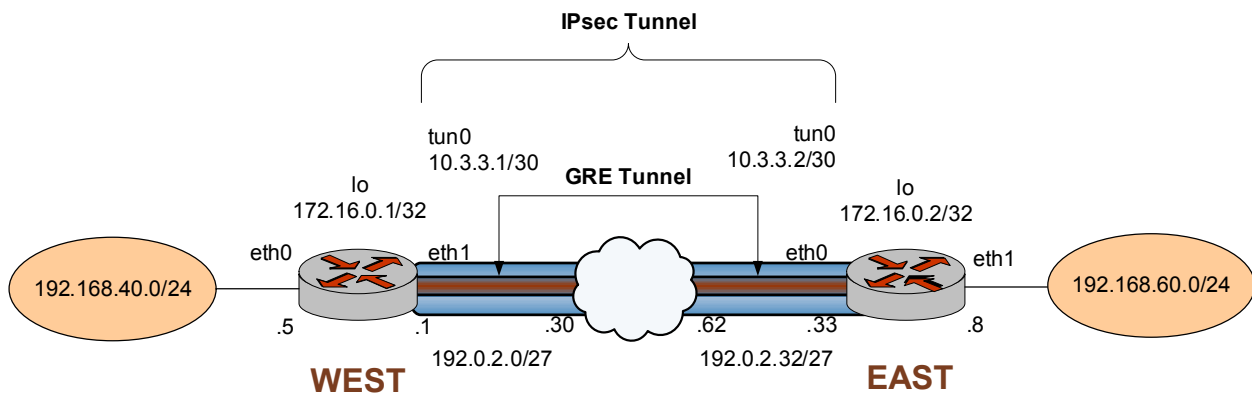 IPsec Tunnel
tun0
10.3.3.1/30
tun0
10.3.3.2/30
GRE Tunnel
lo
172.16.0.1/32
lo
172.16.0.2/32
eth0
eth1
eth0
eth1
192.168.40.0/24
192.168.60.0/24
.5
.1
.30
.62
.33
.8
192.0.2.0/27
192.0.2.32/27
WEST
EAST